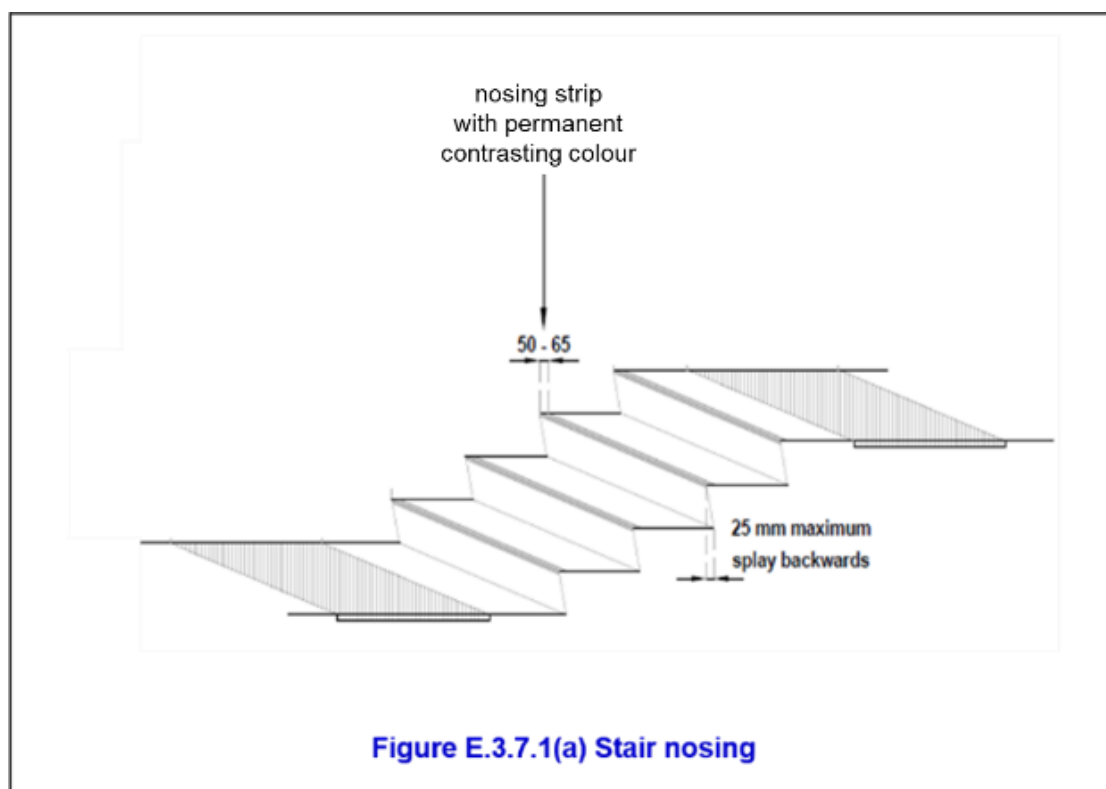 nosing strip
with permanent
contrasting colour
50 - 65
25 mm maximum
splay backwards
Figure E.3.7.1(a) Stair nosing